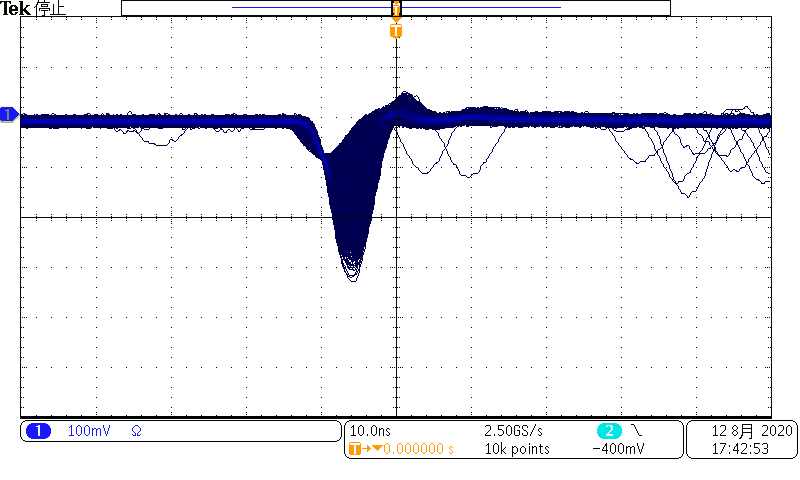 Tek 停止
T
T
1
1 100mV Ω
10.0ns 2.50GS/s 2 -400mV
T→▼0.000000 s 10k points
12 8月 2020
17:42:53